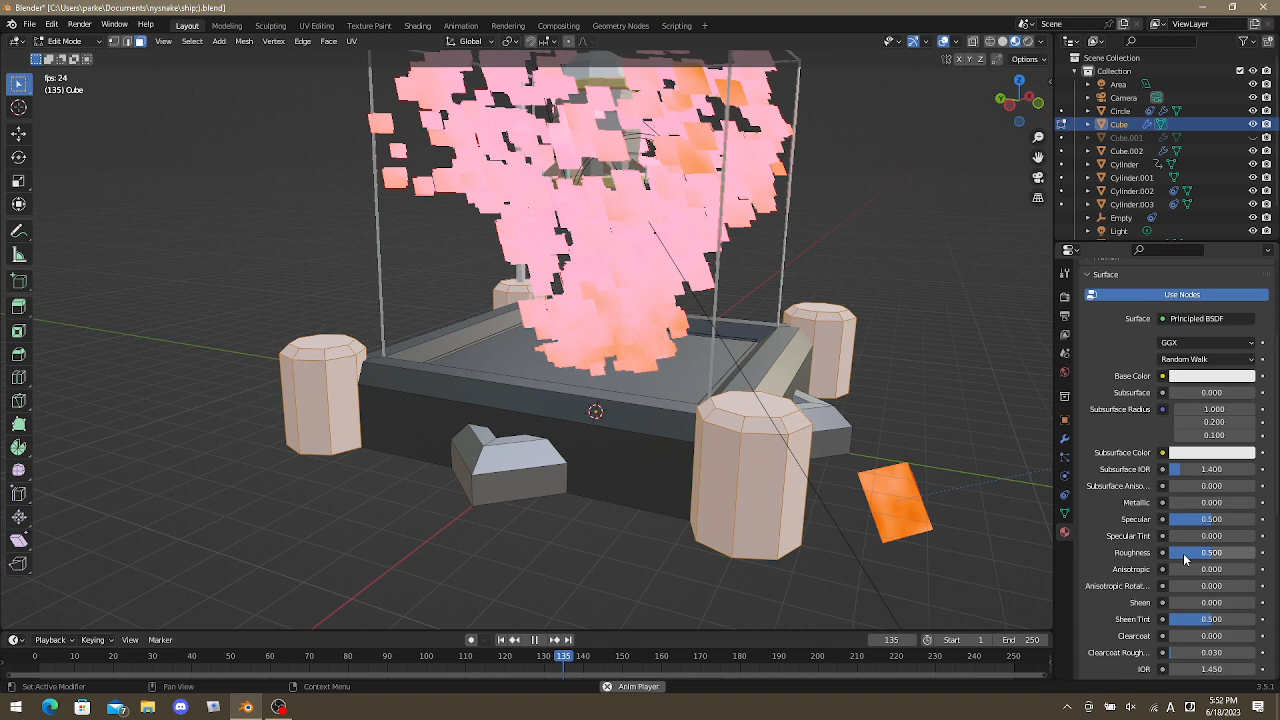 Blender* [C:\Users\parke\Documents\nysnake\ship;).blend]
File Edit Render Window Help Layout Modeling Sculpting UV Editing Texture Paint Shading Animation Rendering Compositing Geometry Nodes Scripting + Scene ViewLayer
Edit Mode View Select Add Mesh Vertex Edge Face UV Global
X Y Z Options
fps: 24
(135) Cube
Z
Y
X
Scene Collection
Collection
Area
Camera
Circle
Cube
Cube.001
Cube.002
Cylinder
Cylinder.001
Cylinder.002
Cylinder.003
Empty
Light
Surface
Use Nodes
Surface Principled BSDF
GGX
Random Walk
Base Color
Subsurface 0.000
Subsurface Radius 1.000
0.200
0.100
Subsurface Color
Subsurface IOR 1.400
Subsurface Aniso... 0.000
Metallic 0.000
Specular 0.500
Specular Tint 0.000
Roughness 0.500
Anisotropic 0.000
Anisotropic Rotat... 0.000
Sheen 0.000
Sheen Tint 0.500
Clearcoat 0.000
Clearcoat Rough... 0.030
IOR 1.450
Playback Keying View Marker 135 Start 1 End 250
0 10 20 30 40 50 60 70 80 90 100 110 120 130 135 140 150 160 170 180 190 200 210 220 230 240 250
Set Active Modifier Pan View Context Menu Anim Player 3.5.1
7 5:52 PM
6/18/2023